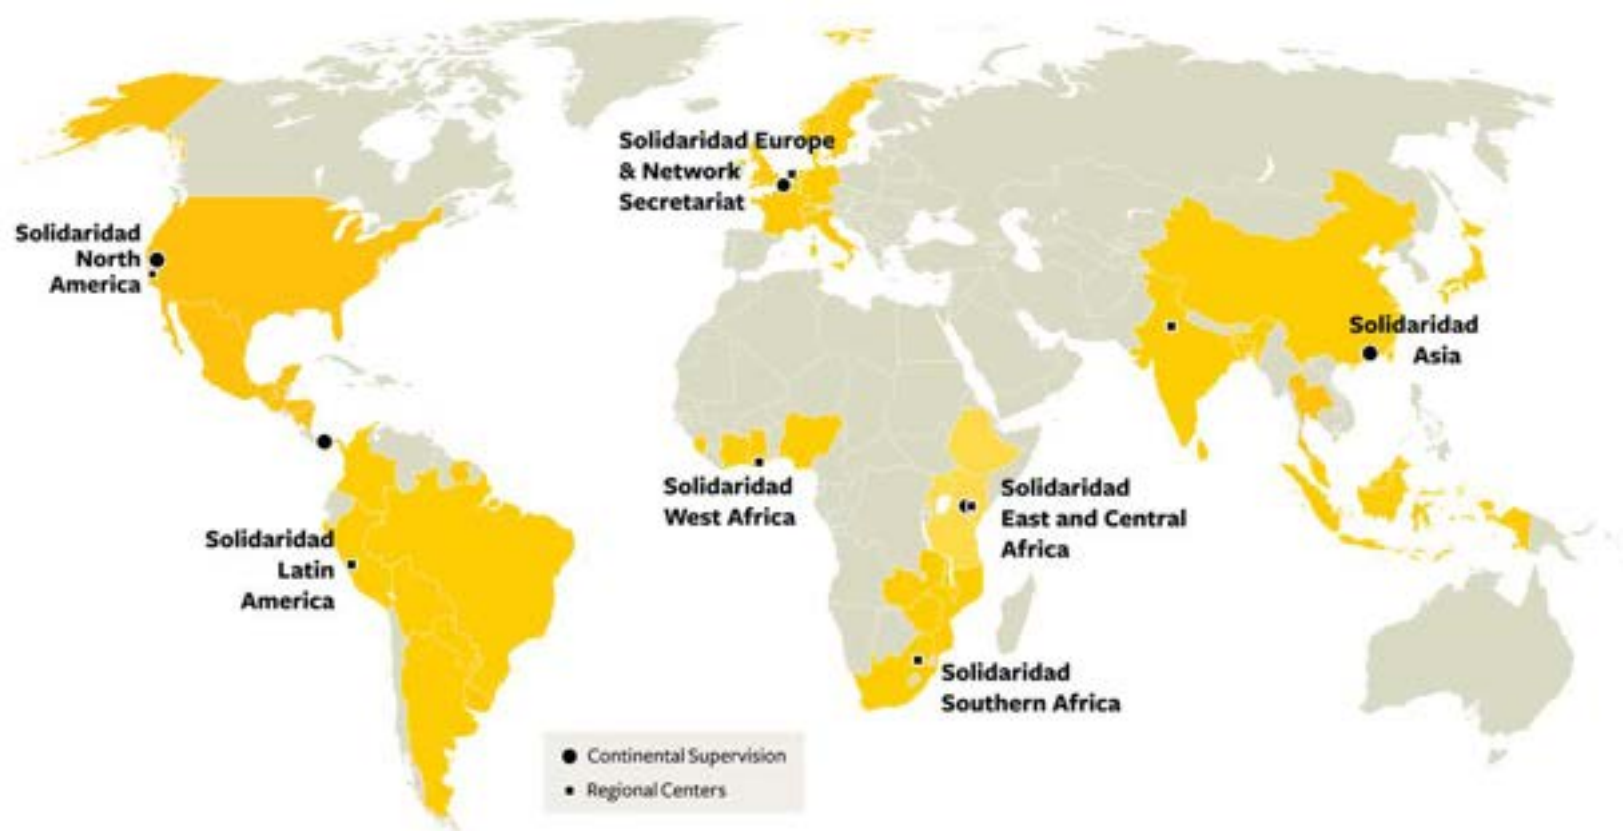 Solidaridad Europe
& Network
Secretariat
Solidaridad
North
America
Solidaridad
Asia
Solidaridad
West Africa
Solidaridad
East and Central
Africa
Solidaridad
Latin
America
Solidaridad
Southern Africa
Continental Supervision
Regional Centers